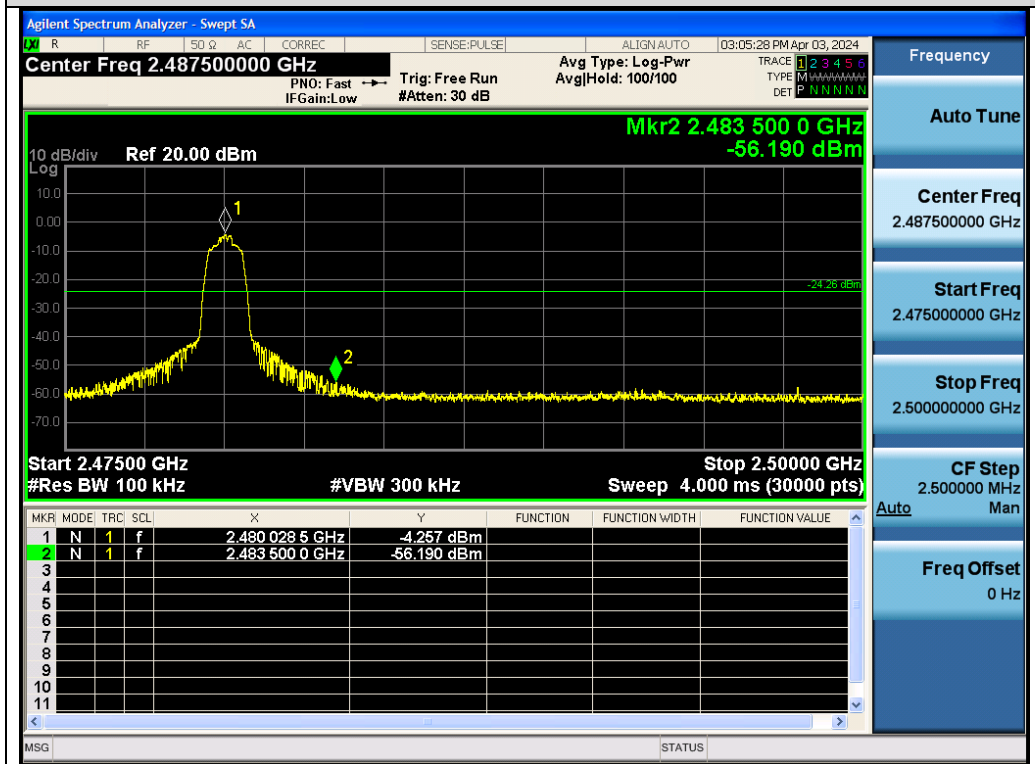 Agilent Spectrum Analyzer - Swept SA
LXI R RF 50 Ω AC CORREC SENSE:PULSE ALIGN AUTO 03:05:28 PM Apr 03, 2024
Center Freq 2.487500000 GHz
PNO: Fast
IFGain:Low
Trig: Free Run
#Atten: 30 dB
Avg Type: Log-Pwr
Avg|Hold: 100/100
TRACE 1 2 3 4 5 6
TYPE M
DET P N N N N N
Mkr2 2.483 500 0 GHz
-56.190 dBm
10 dB/div Ref 20.00 dBm
Log
10.0
0.00
-10.0
-20.0
-30.0
-40.0
-50.0
-60.0
-70.0
1
2
-24.26 dBm
Start 2.47500 GHz Stop 2.50000 GHz
#Res BW 100 kHz #VBW 300 kHz Sweep 4.000 ms (30000 pts)
MKR MODE TRC SCL X Y FUNCTION FUNCTION WIDTH FUNCTION VALUE
1 N 1 f 2.480 028 5 GHz -4.257 dBm
2 N 1 f 2.483 500 0 GHz -56.190 dBm
3
4
5
6
7
8
9
10
11
MSG STATUS
Frequency
Auto Tune
Center Freq
2.487500000 GHz
Start Freq
2.475000000 GHz
Stop Freq
2.500000000 GHz
CF Step
2.500000 MHz
Auto Man
Freq Offset
0 Hz